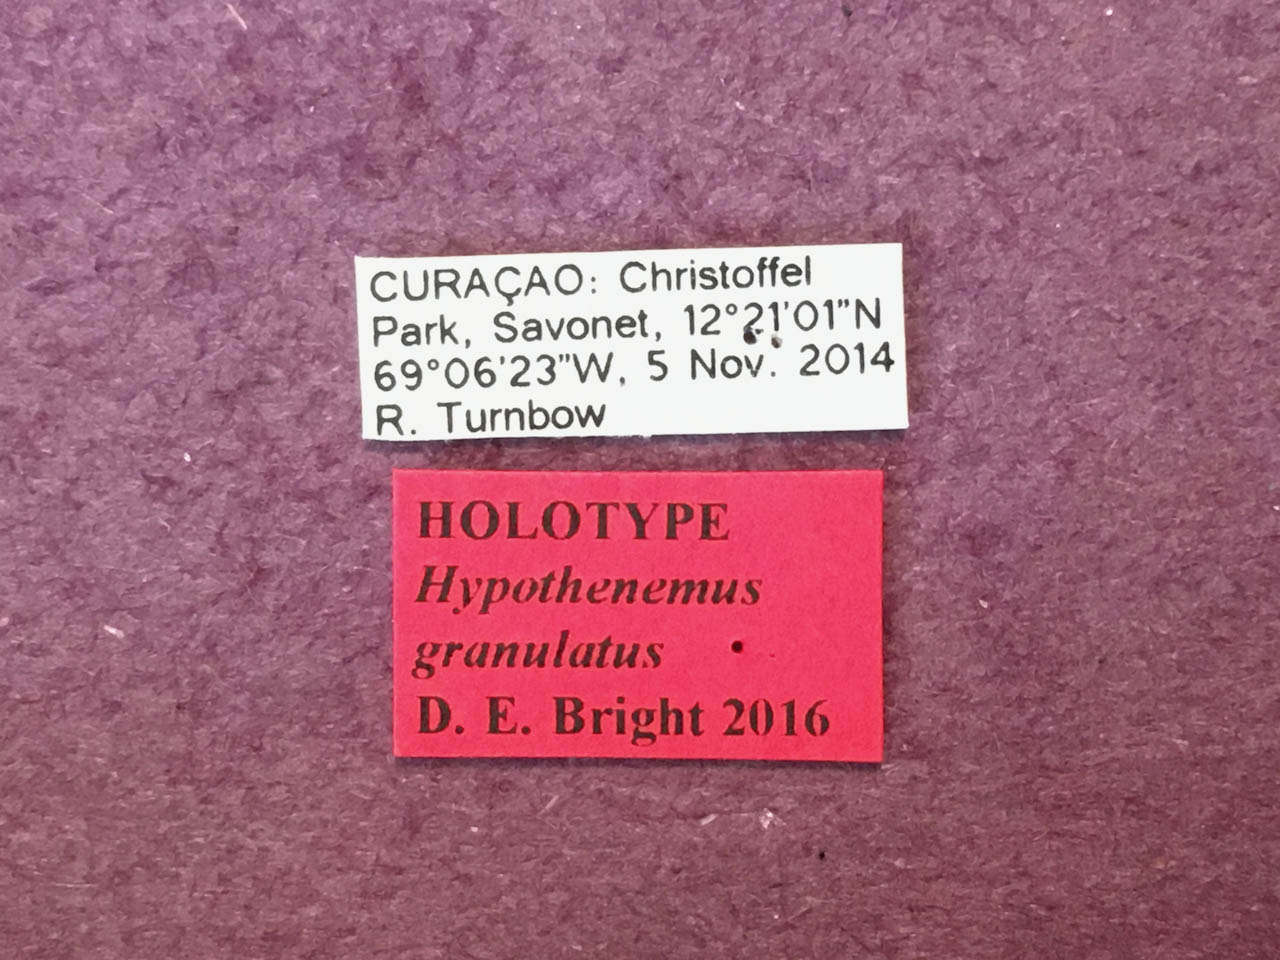 CURAÇAO: Christoffel
Park, Savonet, 12°21'01"N
69°06'23"W, 5 Nov. 2014
R. Turnbow
HOLOTYPE
Hypothenemus
granulatus
D. E. Bright 2016